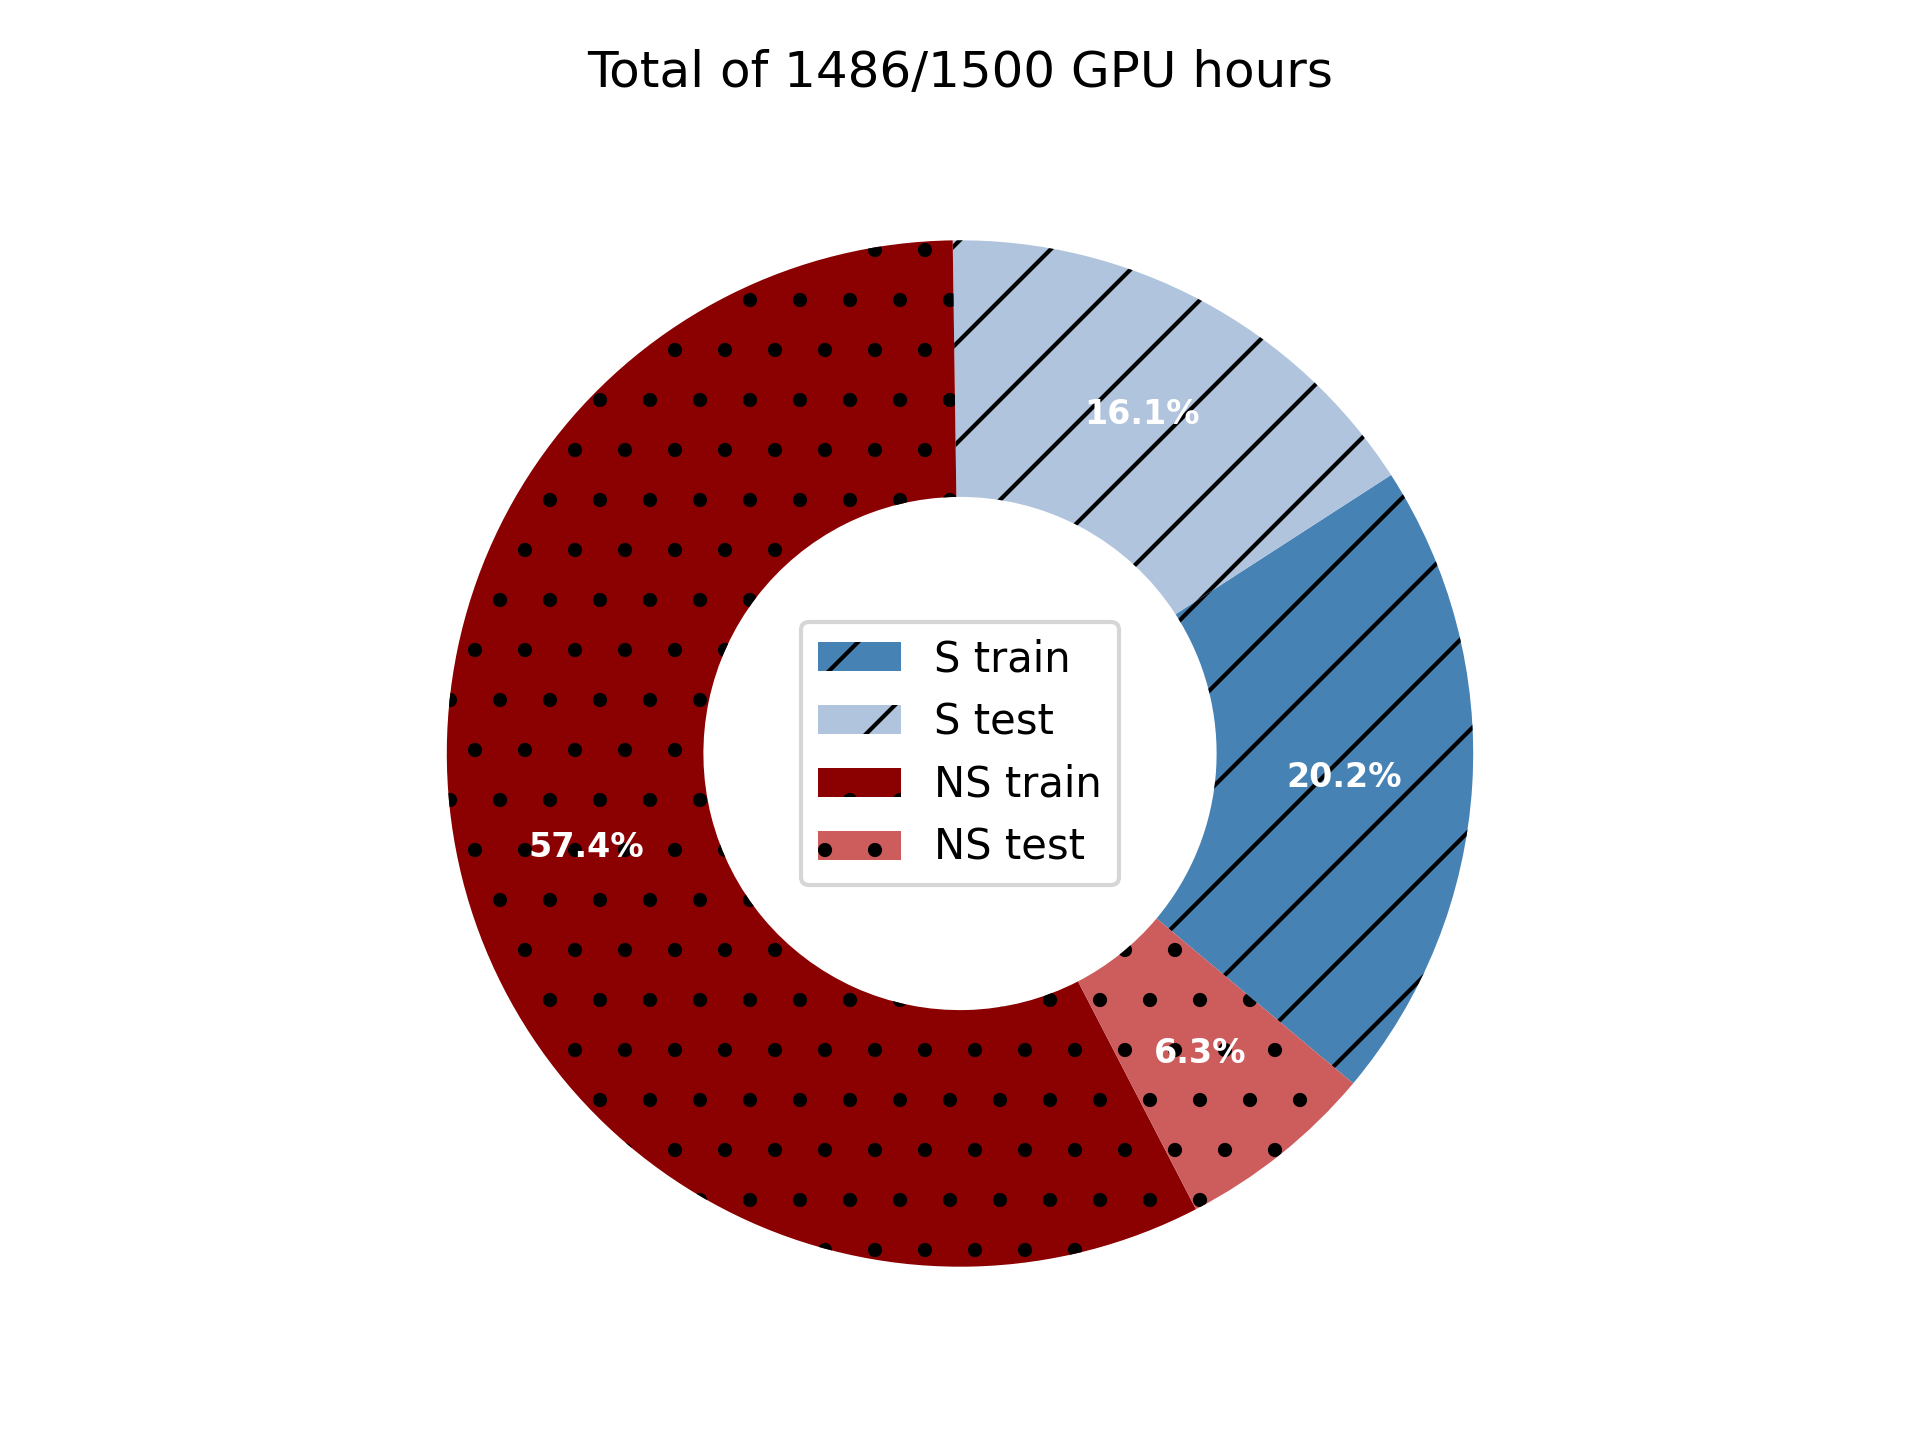 Total of 1486/1500 GPU hours
16.1%
20.2%
57.4%
6.3%
S train
S test
NS train
NS test